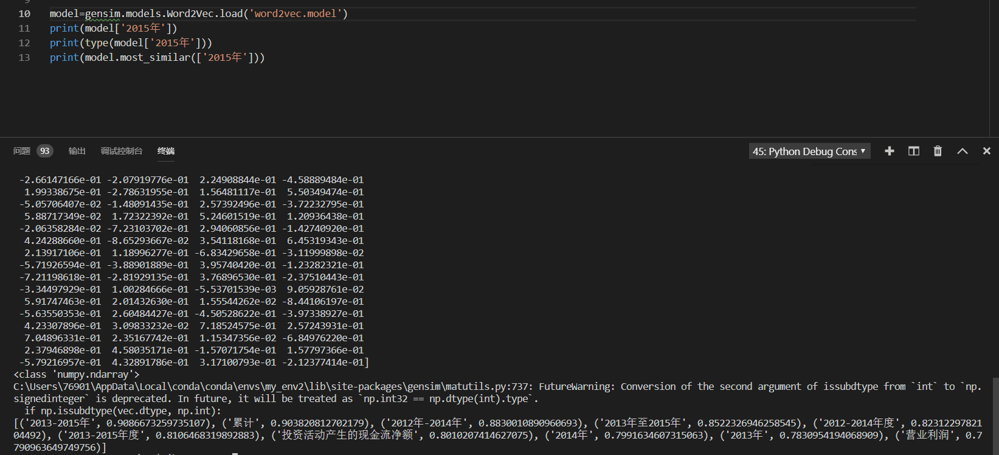 10 model=gensim.models.Word2Vec.load('word2vec.model')
11 print(model['2015年'])
12 print(type(model['2015年']))
13 print(model.most_similar(['2015年']))
问题 93 输出 调试控制台 终端 45: Python Debug Cons
-2.66147166e-01 -2.07919776e-01 2.24908844e-01 -4.58889484e-01
1.99338675e-01 -2.78631955e-01 1.56481117e-01 5.50349474e-01
-5.05706407e-02 -1.48091435e-01 2.57392496e-01 -3.72232795e-01
5.88717349e-02 1.72322392e-01 5.24601519e-01 1.20936438e-01
-2.06358284e-02 -7.23103702e-01 2.94060856e-01 -1.42740920e-01
4.24288660e-01 -8.65293667e-02 3.54118168e-01 6.45319343e-01
2.13917106e-01 1.18996277e-01 -6.83429658e-01 -3.11999898e-02
-5.71926594e-01 -3.88901889e-01 3.95740420e-01 -1.23282321e-01
-7.21198618e-01 -2.81929135e-01 3.76896530e-01 -2.37510443e-01
-3.34497929e-01 1.00284666e-01 -5.53701539e-03 9.05928761e-02
5.91747463e-01 2.01432630e-01 1.55544262e-02 -8.44106197e-01
-5.63550353e-01 2.60484427e-01 -4.50528622e-01 -3.97338927e-01
4.23307896e-01 3.09833232e-02 7.18524575e-01 2.57243931e-01
7.04896331e-01 2.35167742e-01 1.15347356e-02 -6.84976220e-01
2.37946898e-01 4.58035171e-01 -1.57071754e-01 1.57797366e-01
-5.79216957e-01 4.32891786e-01 3.17100793e-01 -2.12377414e-01]
<class 'numpy.ndarray'>
C:\Users\76901\AppData\Local\conda\conda\envs\my_env2\lib\site-packages\gensim\matutils.py:737: FutureWarning: Conversion of the second argument of issubdtype from `int` to `np.
signedinteger` is deprecated. In future, it will be treated as `np.int32 == np.dtype(int).type`.
if np.issubdtype(vec.dtype, np.int):
[('2013-2015年', 0.9086673259735107), ('累计', 0.903820812702179), ('2012年-2014年', 0.8830010890960693), ('2013年至2015年', 0.8522326946258545), ('2012-2014年度', 0.8231229782
104492), ('2013-2015年度', 0.8106468319892883), ('投资活动产生的现金流净额', 0.8010207414627075), ('2014年', 0.7991634607315063), ('2013年', 0.7830954194068909), ('营业利润', 0.7
790963649749756)]